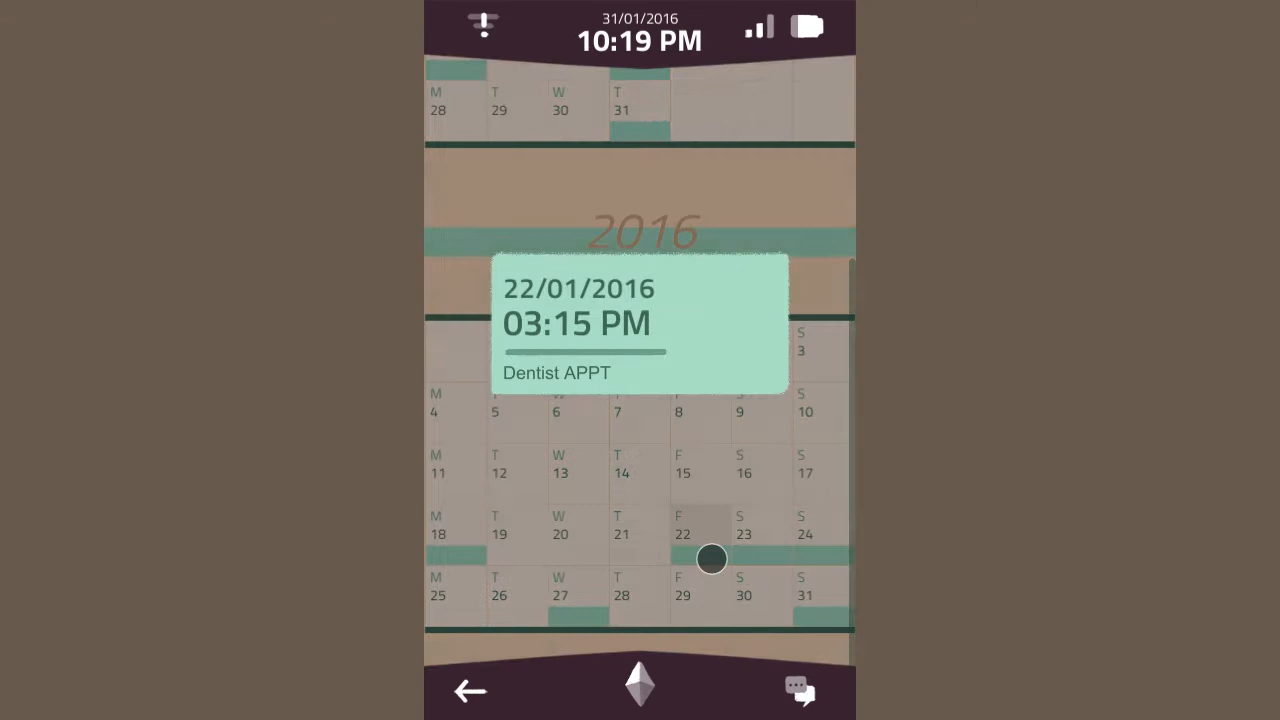 31/01/2016
10:19 PM
M T W T
28 29 30 31
2016
22/01/2016
03:15 PM
Dentist APPT
S
3
M T W T F S S
4 5 6 7 8 9 10
M T W T F S S
11 12 13 14 15 16 17
M T W T F S S
18 19 20 21 22 23 24
M T W T F S S
25 26 27 28 29 30 31